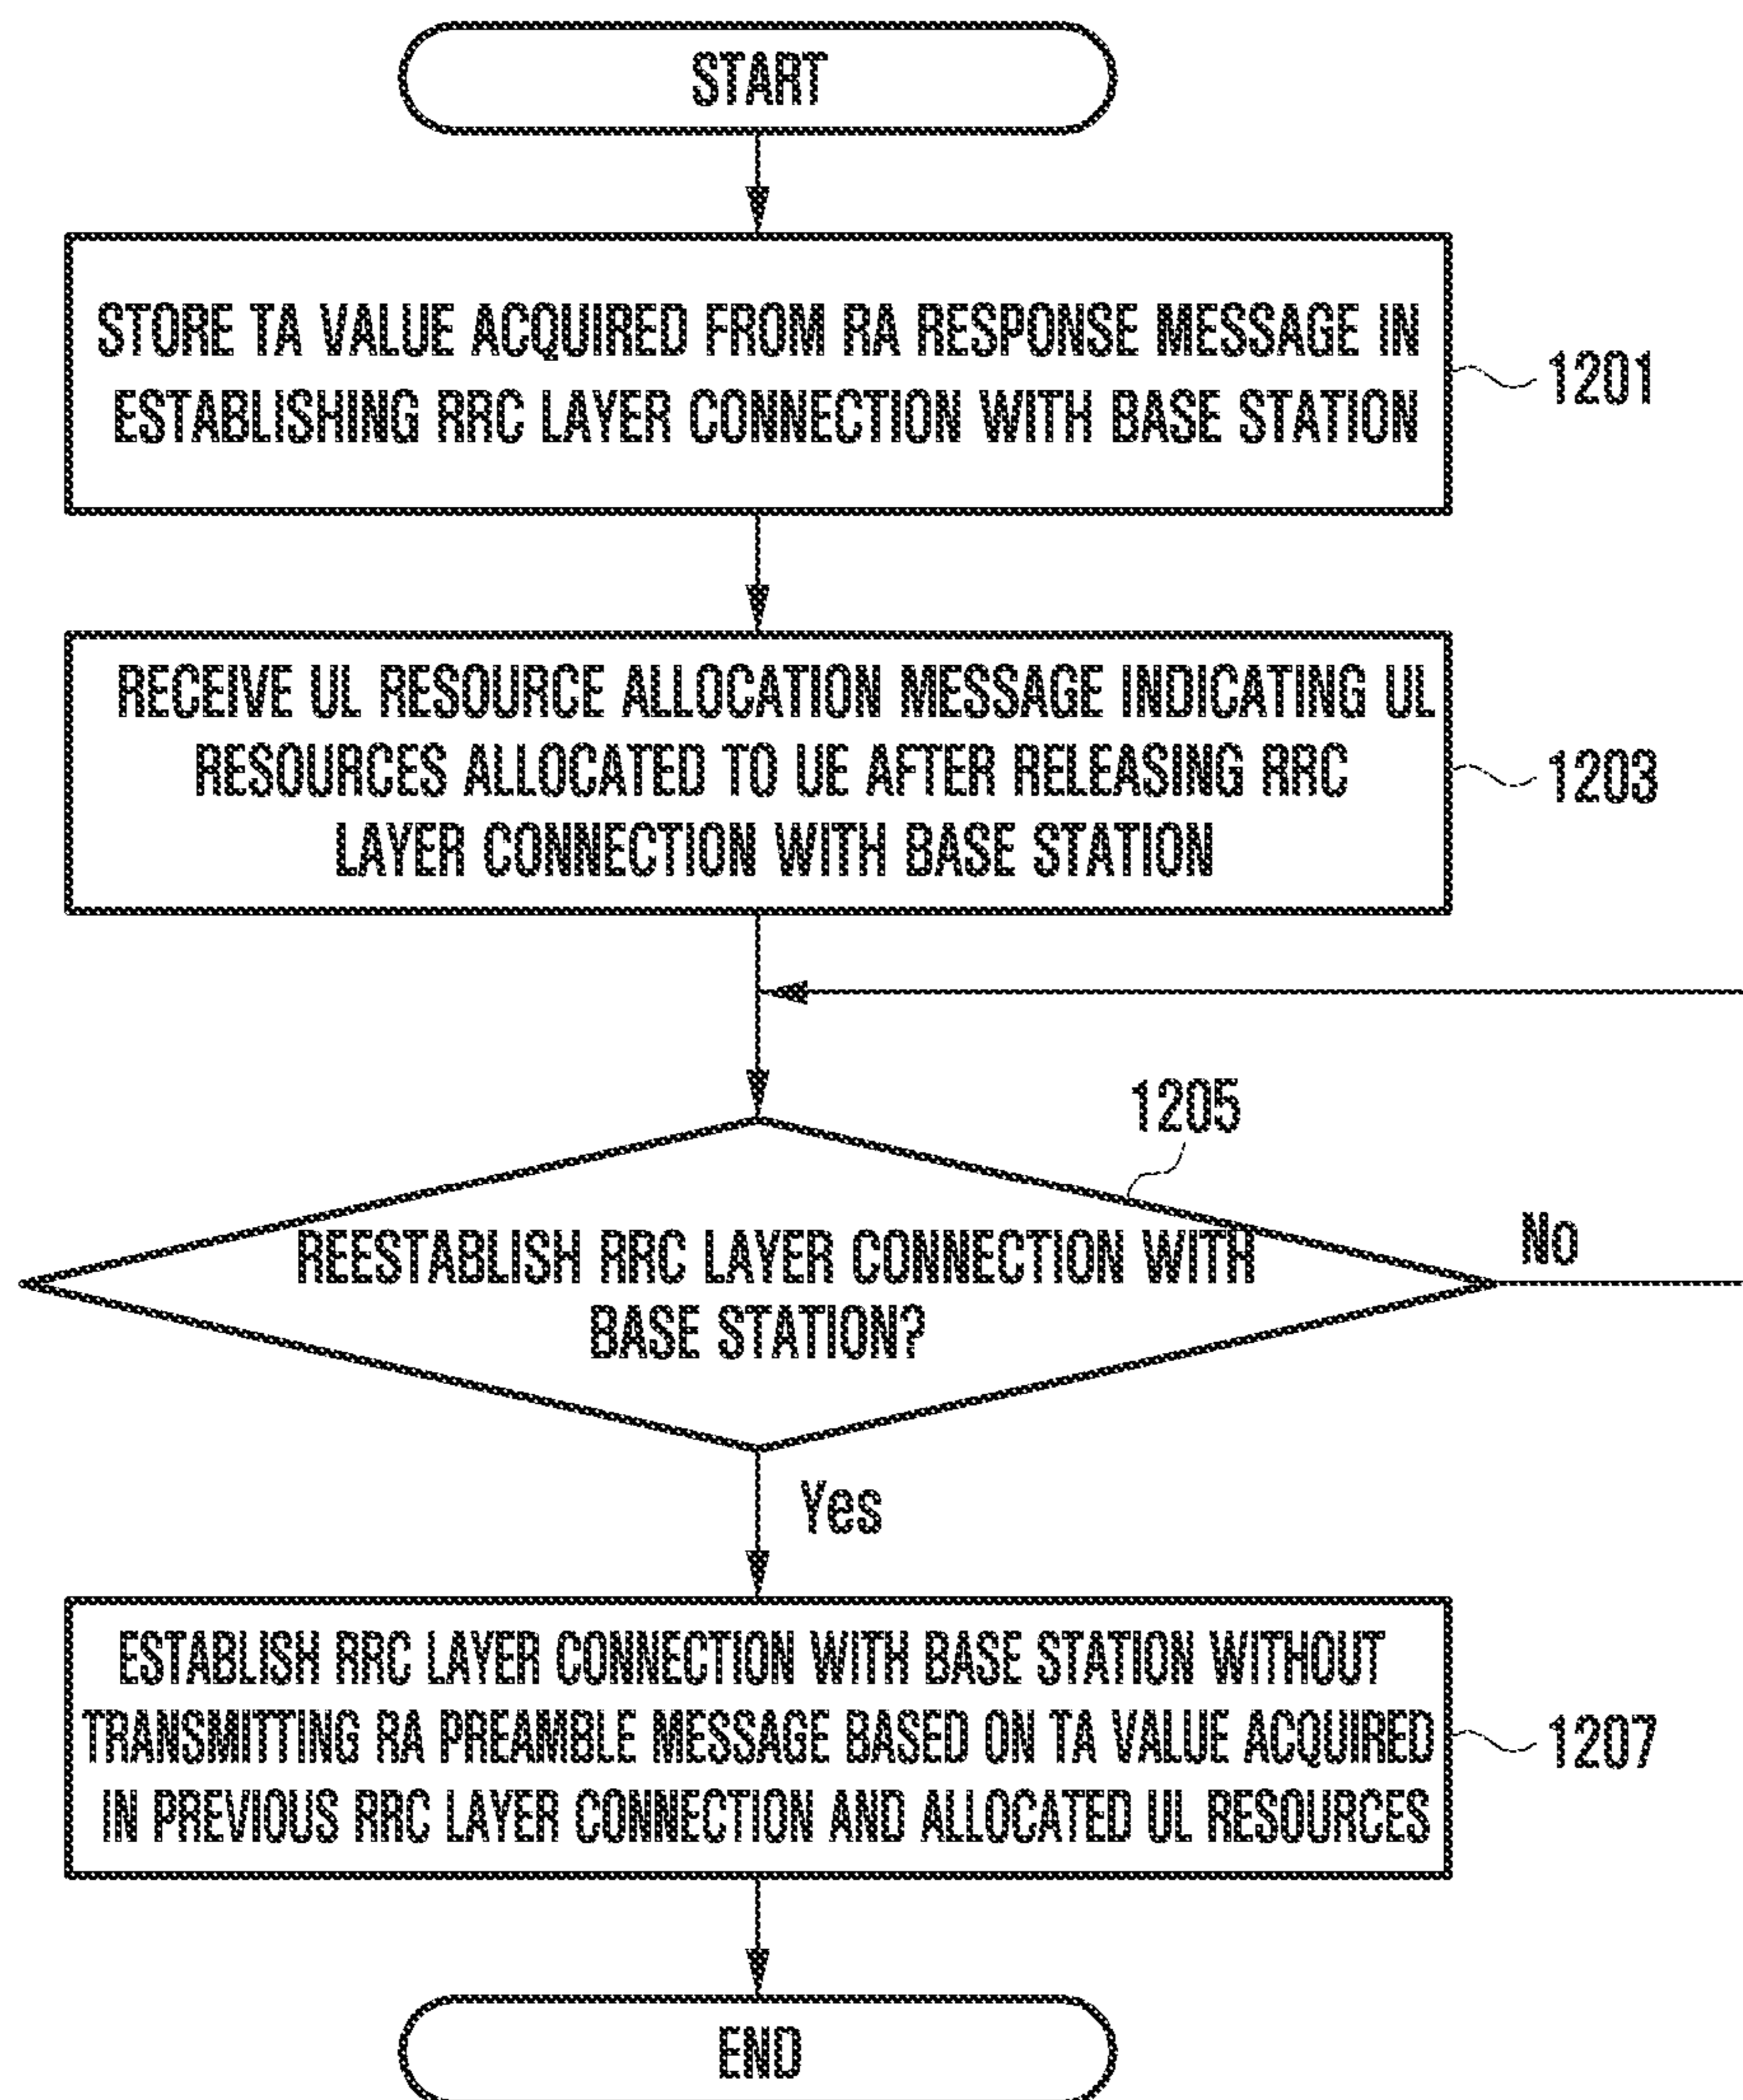 START
STORE TA VALUE ACQUIRED FROM RA RESPONSE MESSAGE IN
ESTABLISHING RRC LAYER CONNECTION WITH BASE STATION
1201
RECEIVE UL RESOURCE ALLOCATION MESSAGE INDICATING UL
RESOURCES ALLOCATED TO UE AFTER RELEASING RRC
LAYER CONNECTION WITH BASE STATION
1203
1205
REESTABLISH RRC LAYER CONNECTION WITH
BASE STATION?
No
Yes
ESTABLISH RRC LAYER CONNECTION WITH BASE STATION WITHOUT
TRANSMITTING RA PREAMBLE MESSAGE BASED ON TA VALUE ACQUIRED
IN PREVIOUS RRC LAYER CONNECTION AND ALLOCATED UL RESOURCES
1207
END